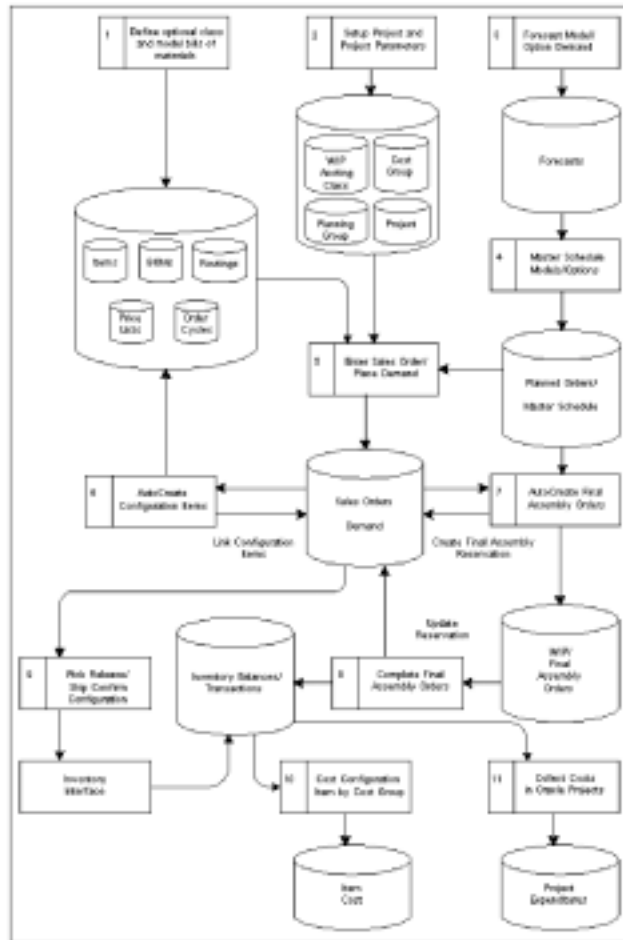 1
Define optional class
and model bills of
materials
2
Setup Project and
Project Parameters
3
Forecast Model/
Option Demand
WIP
Accting
Class
Cost
Group
Planning
Group
Project
Forecasts
Items
BOMs
Routings
Price
Lists
Order
Cycles
4
Master Schedule
Models/Options
5
Enter Sales Order/
Place Demand
Planned Orders/
Master Schedule
6
AutoCreate
Configuration Items
Sales Orders
Demand
7
AutoCreate Final
Assembly Orders
Link Configuration
Items
Create Final Assembly
Reservation
Update
Reservation
Pick Release/
Ship Confirm
Configuration
Inventory Balances/
Transactions
8
Complete Final
Assembly Orders
WIP/
Final
Assembly
Orders
Inventory
Interface
10
Cost Configuration
Item by Cost Group
11
Collect Costs
in Oracle Projects
Item
Cost
Project
Expenditures